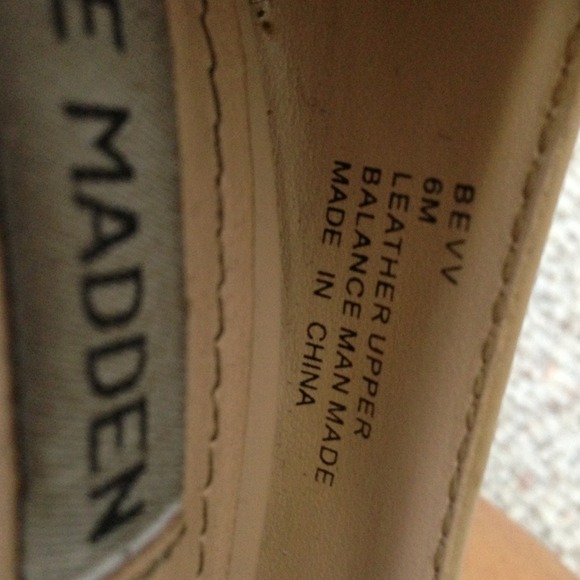 E MADDEN
BEVV
6M
LEATHER UPPER
BALANCE MAN MADE
MADE IN CHINA